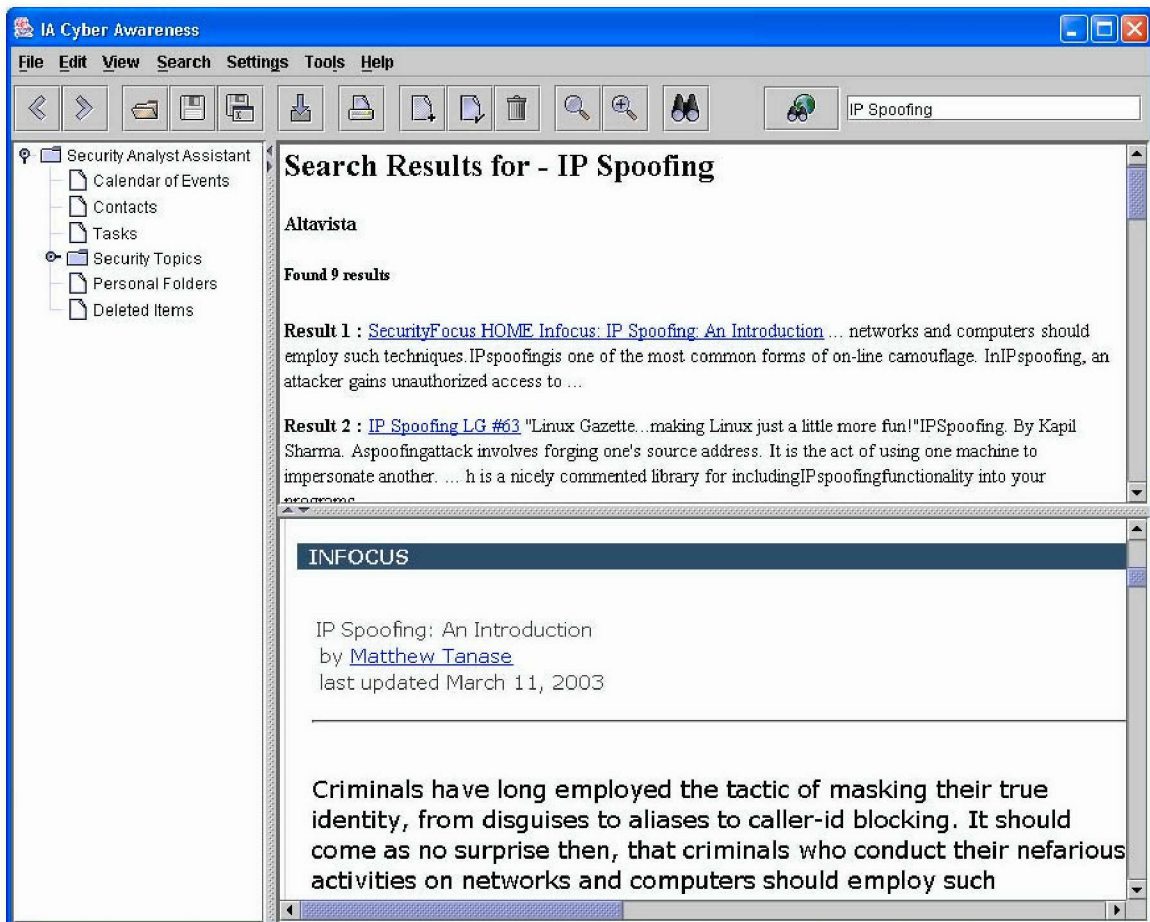 IA Cyber Awareness
File Edit View Search Settings Tools Help
IP Spoofing
Security Analyst Assistant
Calendar of Events
Contacts
Tasks
Security Topics
Personal Folders
Deleted Items
Search Results for - IP Spoofing
Altavista
Found 9 results
Result 1 : SecurityFocus HOME Infocus: IP Spoofing: An Introduction ... networks and computers should
employ such techniques.IPspoofingis one of the most common forms of on-line camouflage. InIPspoofing, an
attacker gains unauthorized access to ...
Result 2 : IP Spoofing LG #63 "Linux Gazette...making Linux just a little more fun!"IPSpoofing. By Kapil
Sharma. Aspoofingattack involves forging one's source address. It is the act of using one machine to
impersonate another. ... h is a nicely commented library for includingIPspoofingfunctionality into your
programs
INFOCUS
IP Spoofing: An Introduction
by Matthew Tanase
last updated March 11, 2003
Criminals have long employed the tactic of masking their true
identity, from disguises to aliases to caller-id blocking. It should
come as no surprise then, that criminals who conduct their nefarious
activities on networks and computers should employ such